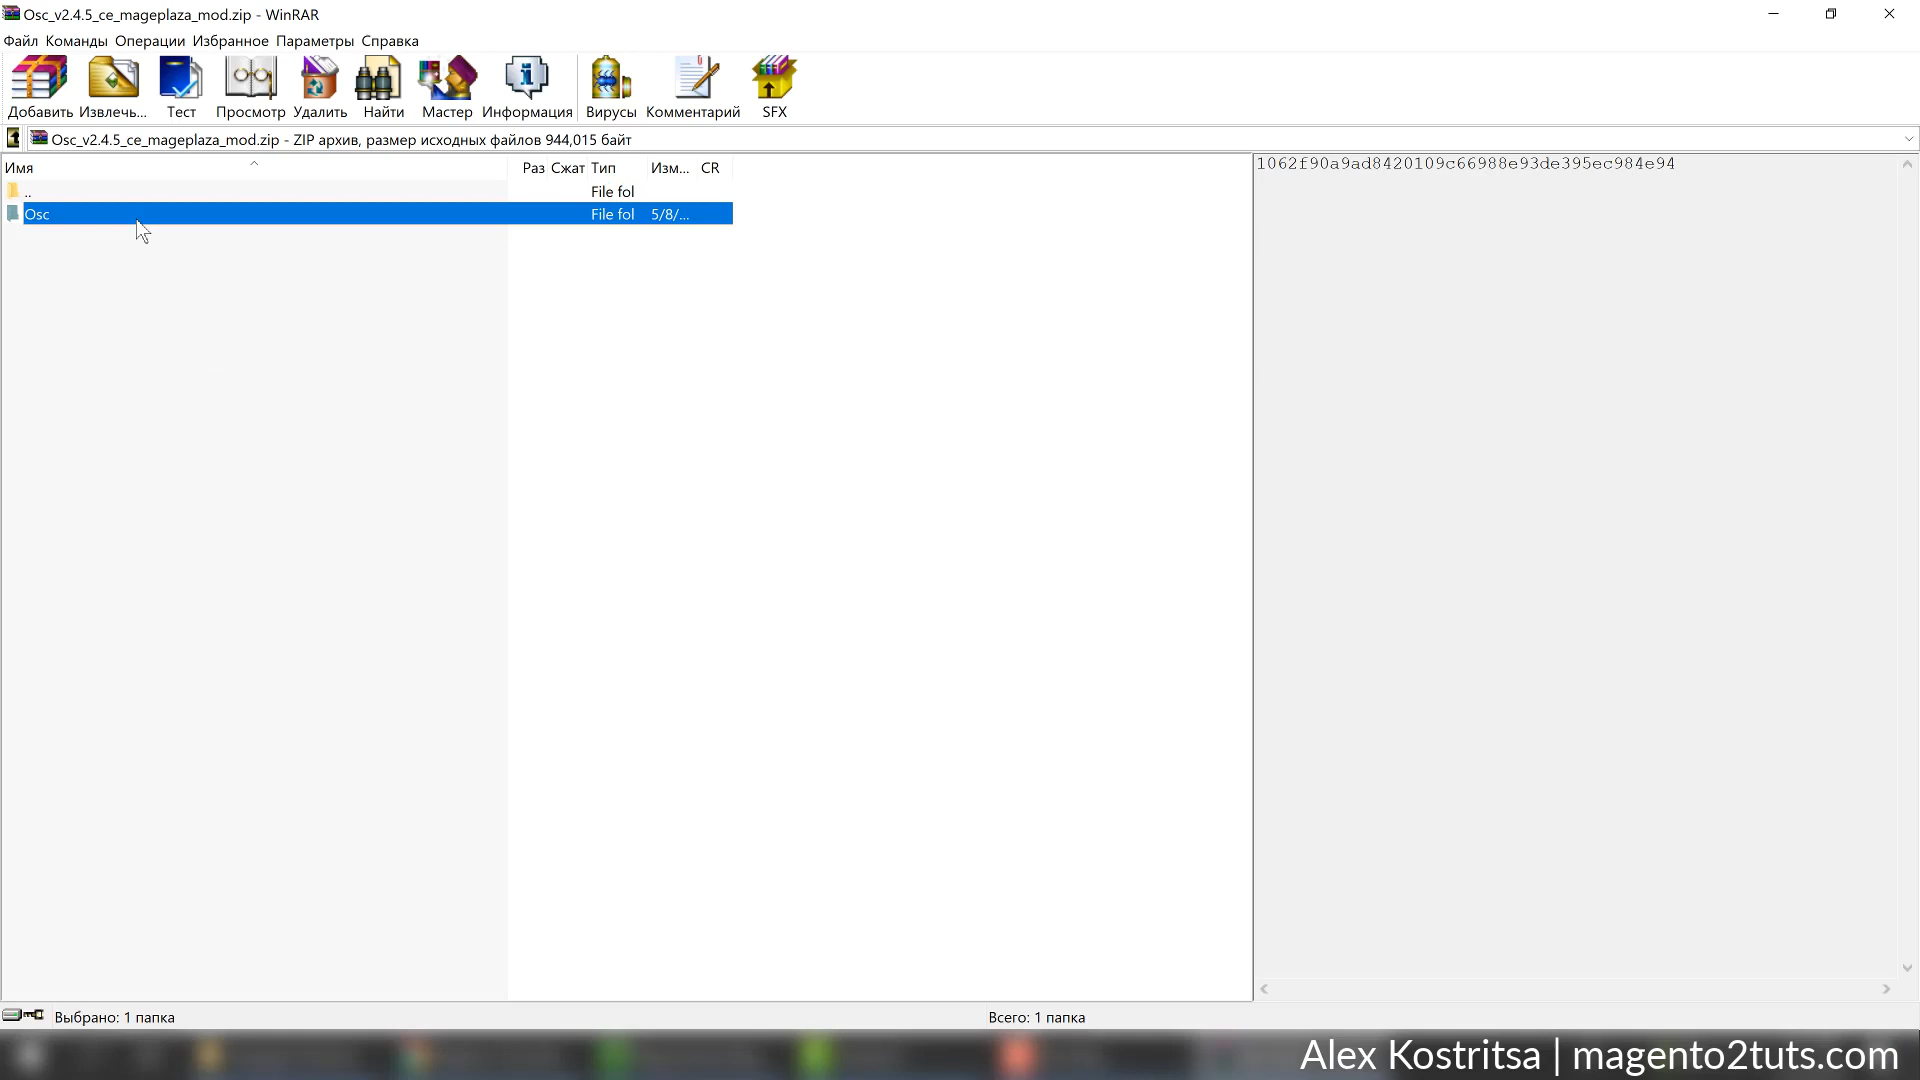 Osc_v2.4.5_ce_mageplaza_mod.zip - WinRAR
Файл Команды Операции Избранное Параметры Справка
Добавить Извлечь... Тест Просмотр Удалить Найти Мастер Информация Вирусы Комментарий SFX
Osc_v2.4.5_ce_mageplaza_mod.zip - ZIP архив, размер исходных файлов 944,015 байт
Имя Раз Сжат Тип Изм... CR
.. File fol
Osc File fol 5/8/...
1062f90a9ad8420109c66988e93de395ec984e94
Выбрано: 1 папка
Всего: 1 папка
Alex Kostritsa | magento2tuts.com